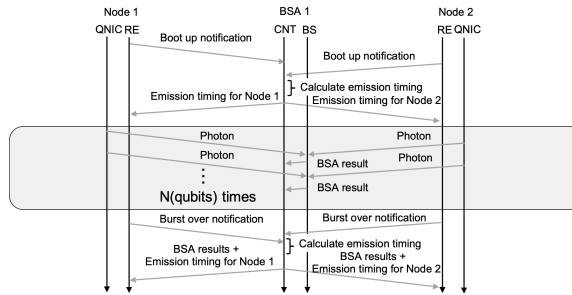 Node 1
BSA 1
Node 2
QNIC RE
CNT BS
RE QNIC
Boot up notification
Boot up notification
Calculate emission timing
Emission timing for Node 1
Emission timing for Node 2
Photon
Photon
Photon
BSA result
Photon
⋮
BSA result
N(qubits) times
Burst over notification
Burst over notification
Calculate emission timing
BSA results +
Emission timing for Node 1
BSA results +
Emission timing for Node 2